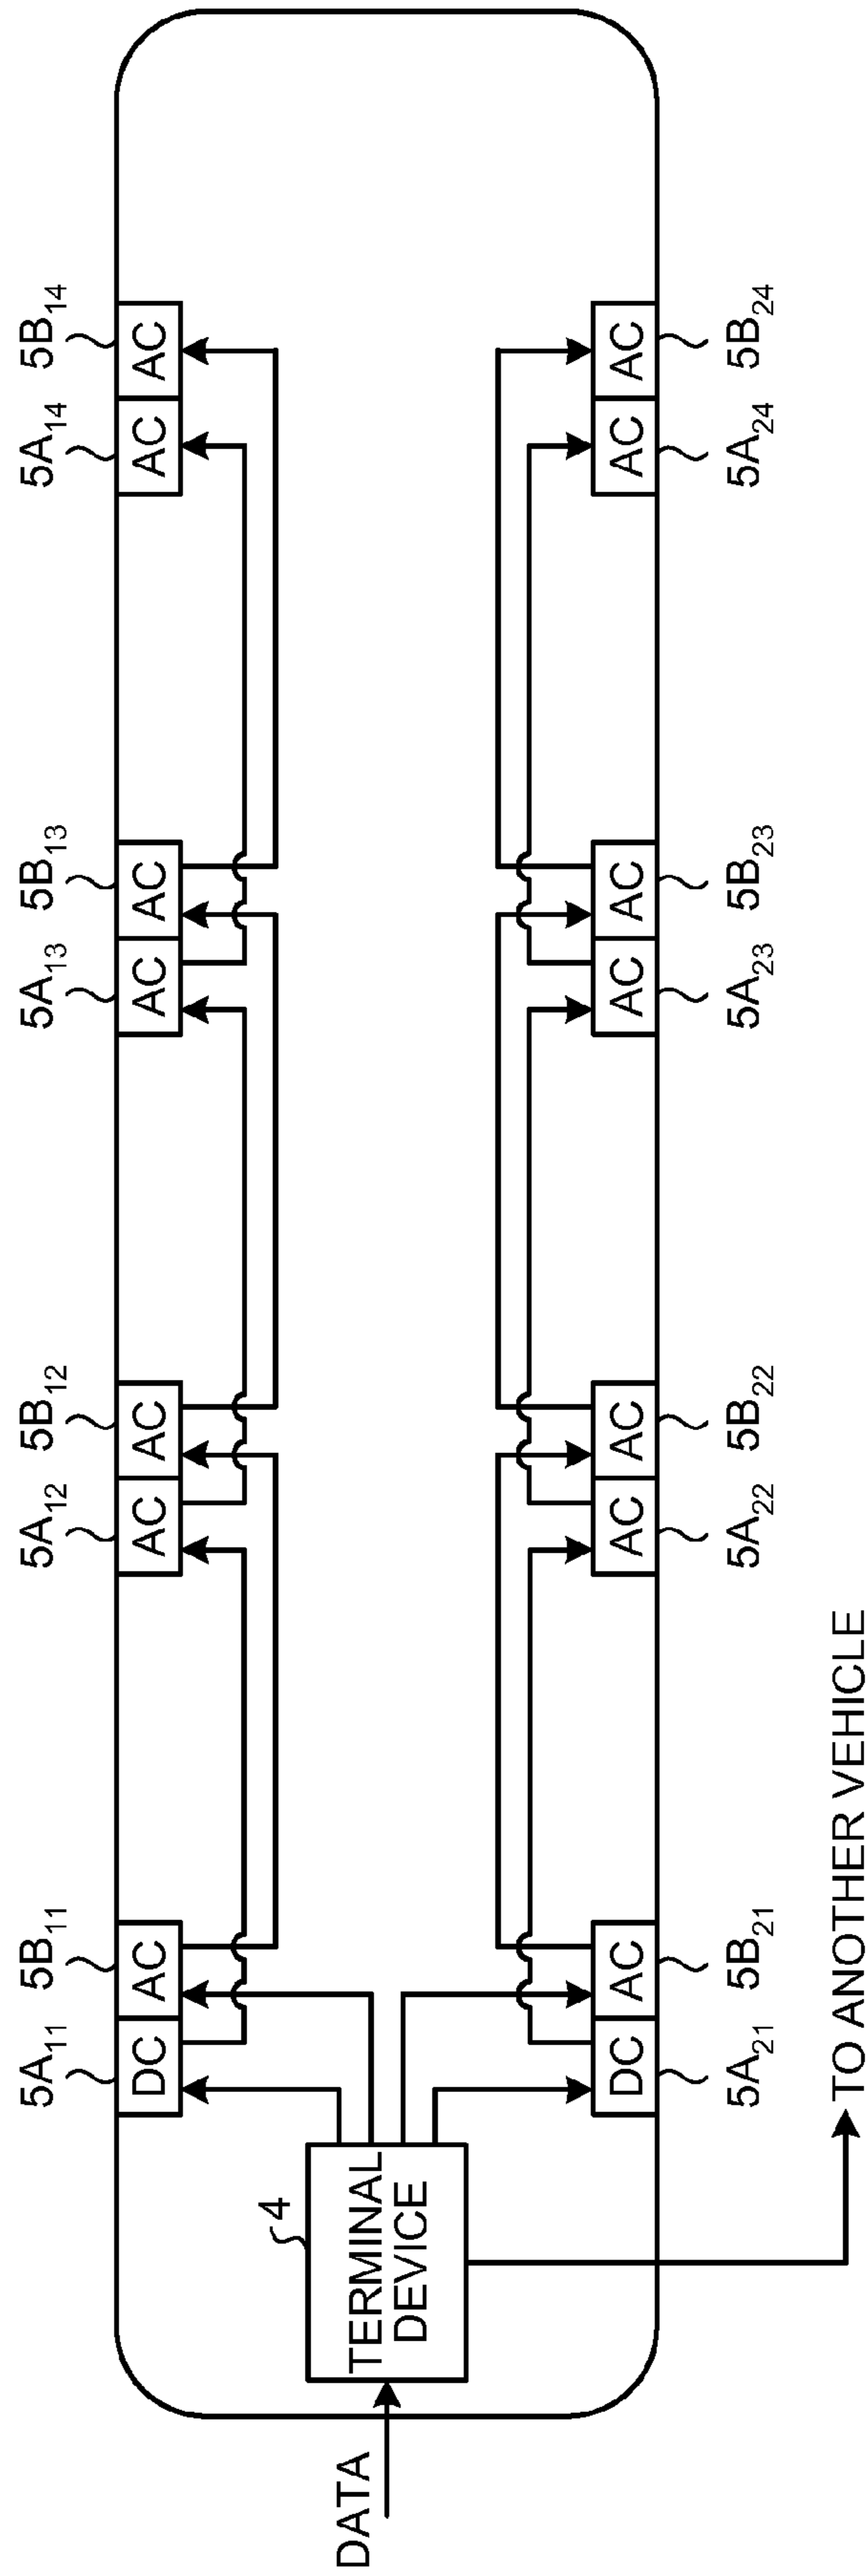 5A11
5B11
5A12
5B12
5A13
5B13
5A14
5B14
DC
AC
AC
AC
AC
AC
AC
AC
4
DATA
TERMINAL
DEVICE
DC
AC
AC
AC
AC
AC
AC
AC
5A21
5B21
5A22
5B22
5A23
5B23
5A24
5B24
TO ANOTHER VEHICLE